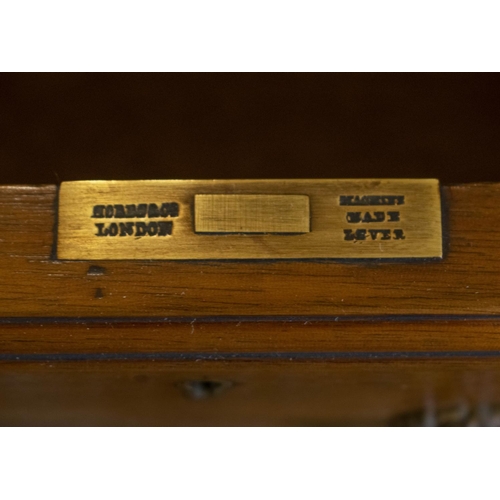 HOBBS & CO
LONDON
MACHINE
MADE
LEVER